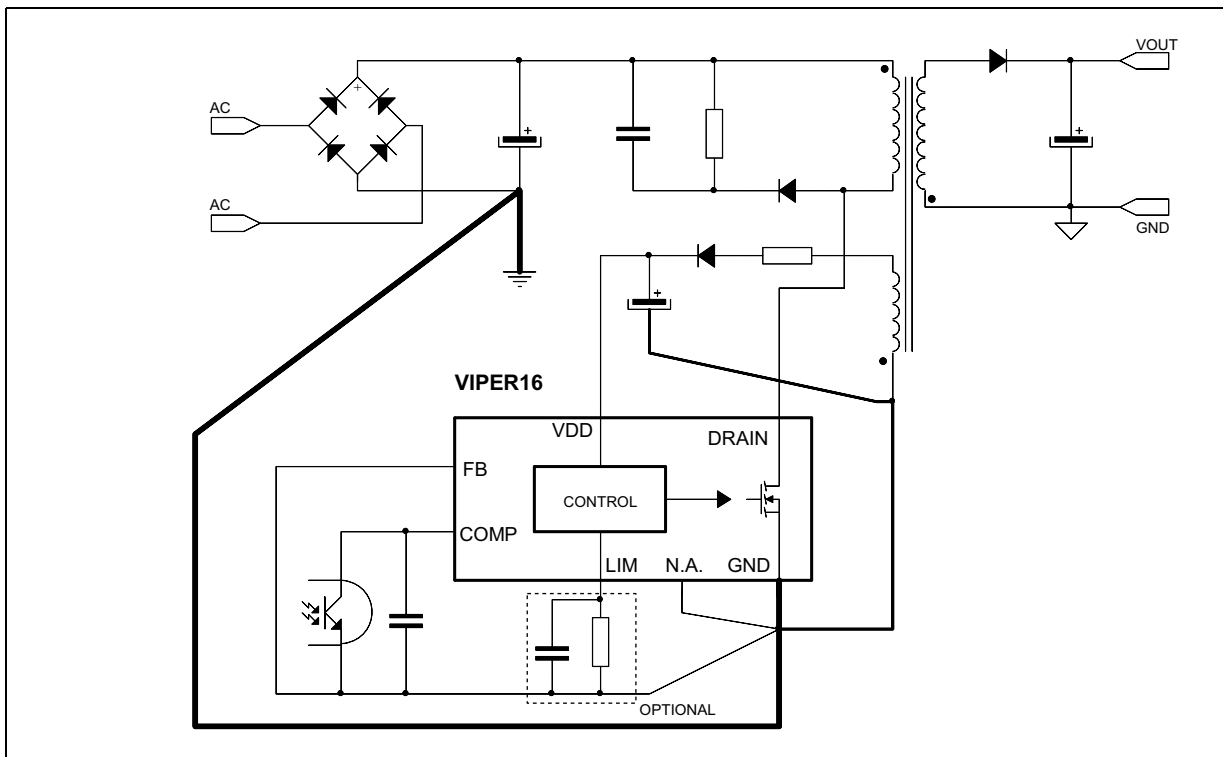 VOUT
AC
AC
GND
VIPER16
VDD
DRAIN
FB
CONTROL
COMP
LIM
N.A.
GND
OPTIONAL